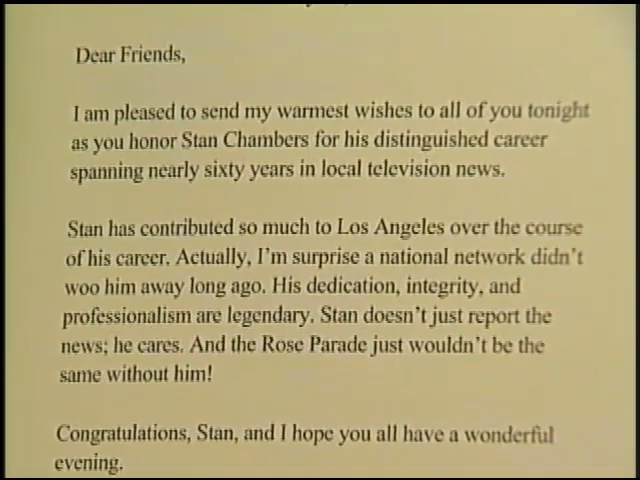 Dear Friends,
I am pleased to send my warmest wishes to all of you tonight
as you honor Stan Chambers for his distinguished career
spanning nearly sixty years in local television news.
Stan has contributed so much to Los Angeles over the course
of his career. Actually, I'm surprise a national network didn't
woo him away long ago. His dedication, integrity, and
professionalism are legendary. Stan doesn't just report the
news; he cares. And the Rose Parade just wouldn't be the
same without him!
Congratulations, Stan, and I hope you all have a wonderful
evening.